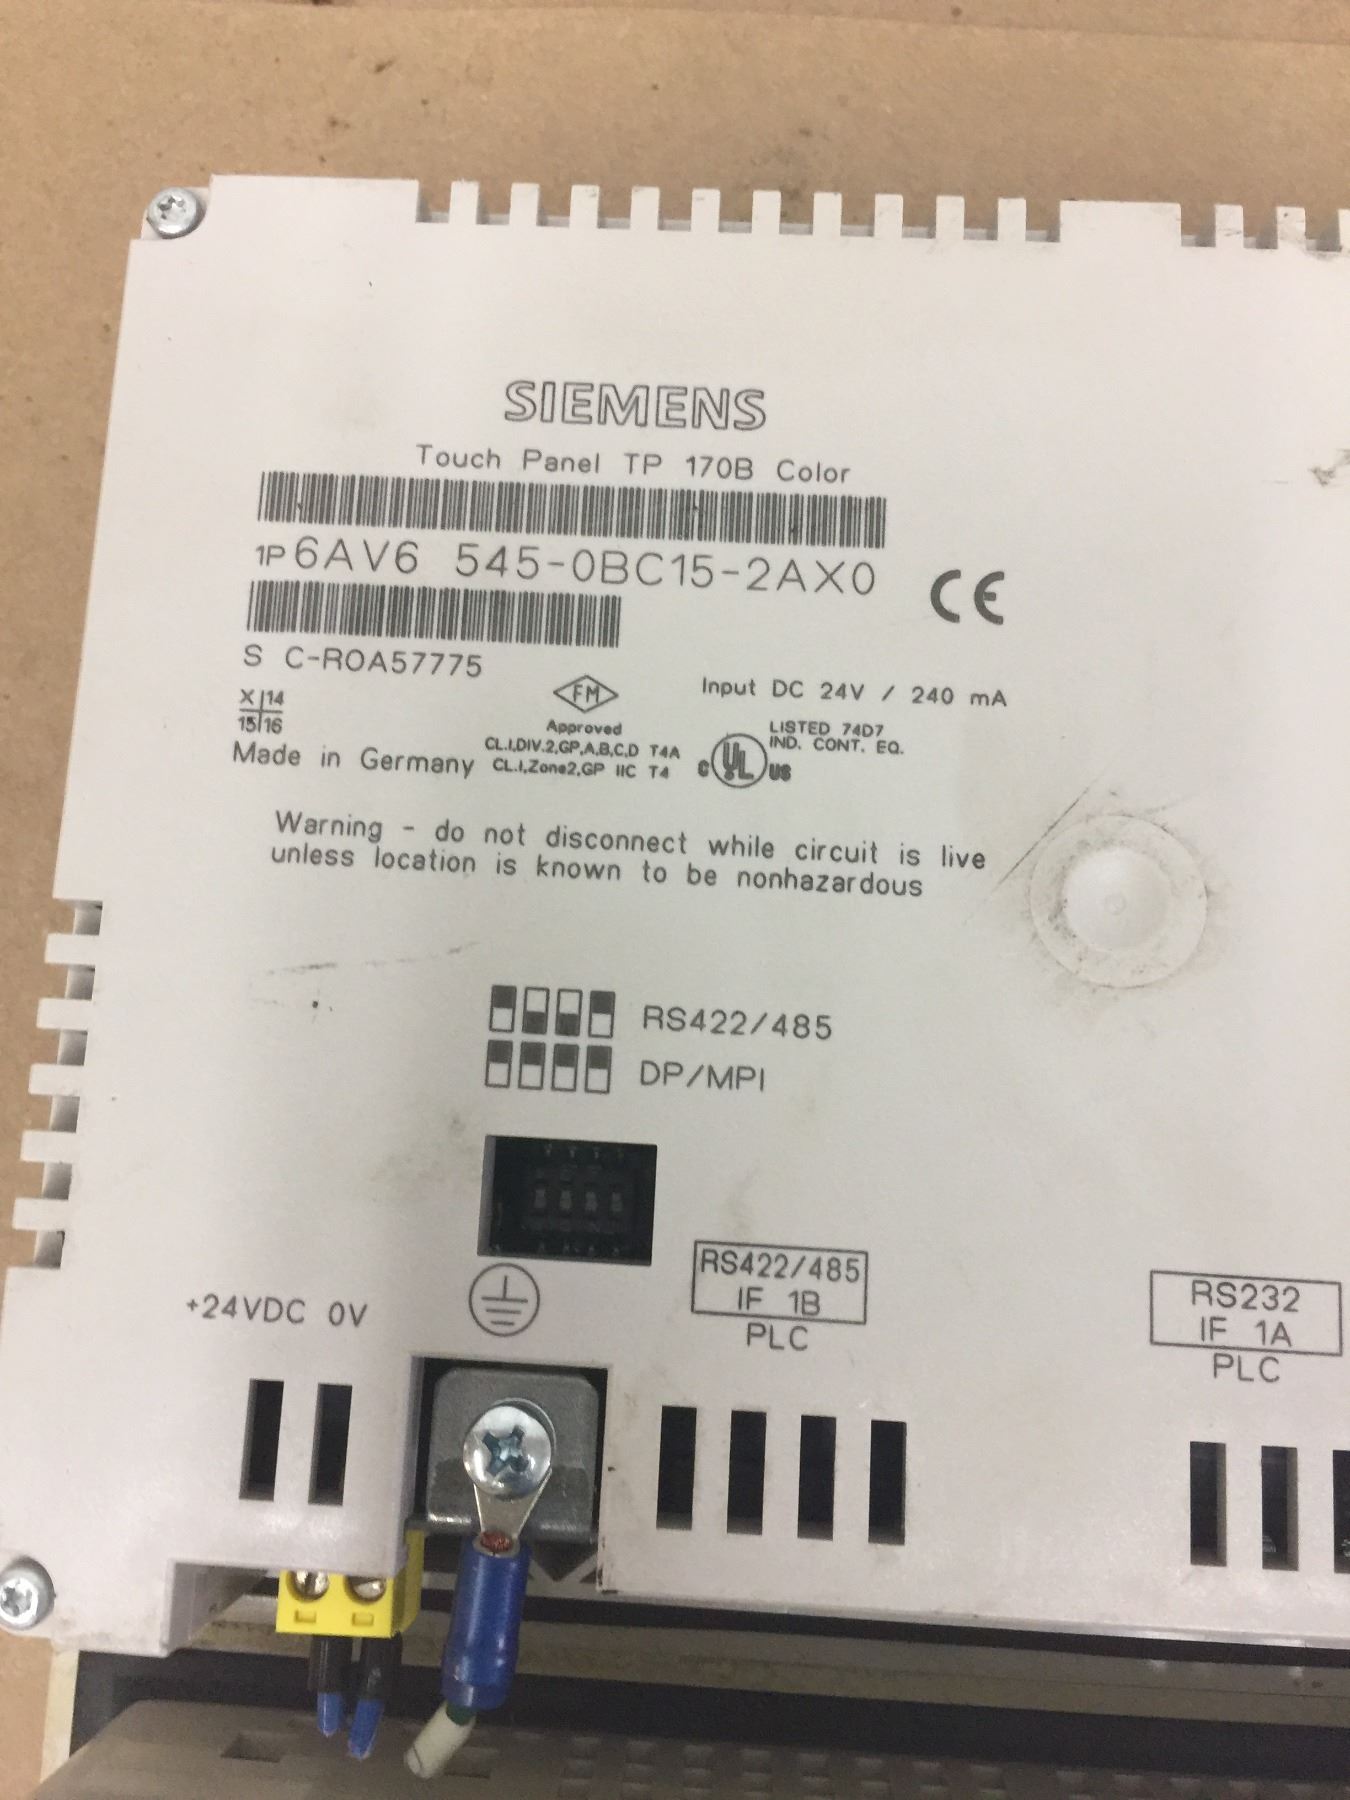 SIEMENS
Touch Panel TP 170B Color
1P 6AV6 545-0BC15-2AX0
CE
S C-R0A57775
X 14
15 16
Made in Germany
FM
Approved
CL.I,DIV.2,GP,A,B,C,D T4A
CL.I,Zone2,GP IIC T4
Input DC 24V / 240 mA
C UL US
LISTED 74D7
IND. CONT. EQ.
Warning - do not disconnect while circuit is live
unless location is known to be nonhazardous
RS422/485
DP/MPI
+24VDC 0V
RS422/485
IF 1B
PLC
RS232
IF 1A
PLC